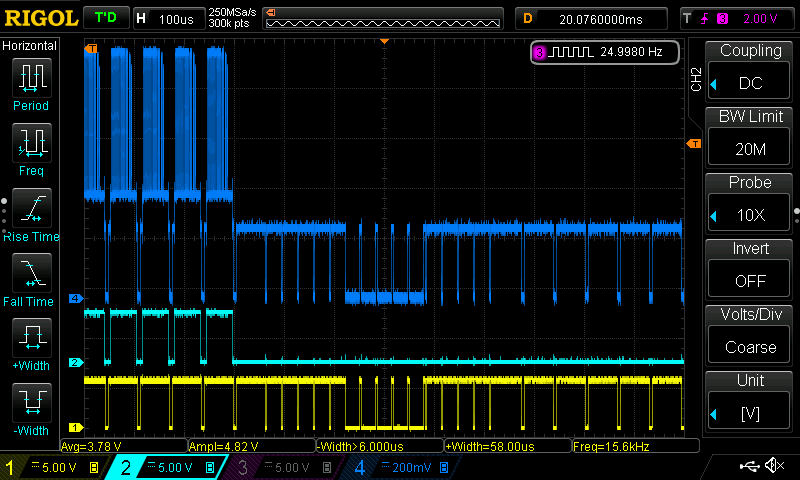 RIGOL T'D H 100us 250MSa/s 300k pts D 20.0760000ms T 3 2.00 V
Horizontal
Period
Freq
Rise Time
Fall Time
+Width
-Width
T
3 24.9980 Hz
T
4
2
1
CH2
Coupling
DC
BW Limit
20M
Probe
10X
Invert
OFF
Volts/Div
Coarse
Unit
[V]
Avg=3.78 V Ampl=4.82 V -Width>6.000us +Width=58.00us Freq=15.6kHz
1 5.00 V B 2 5.00 V B 3 5.00 V B 4 200mV B